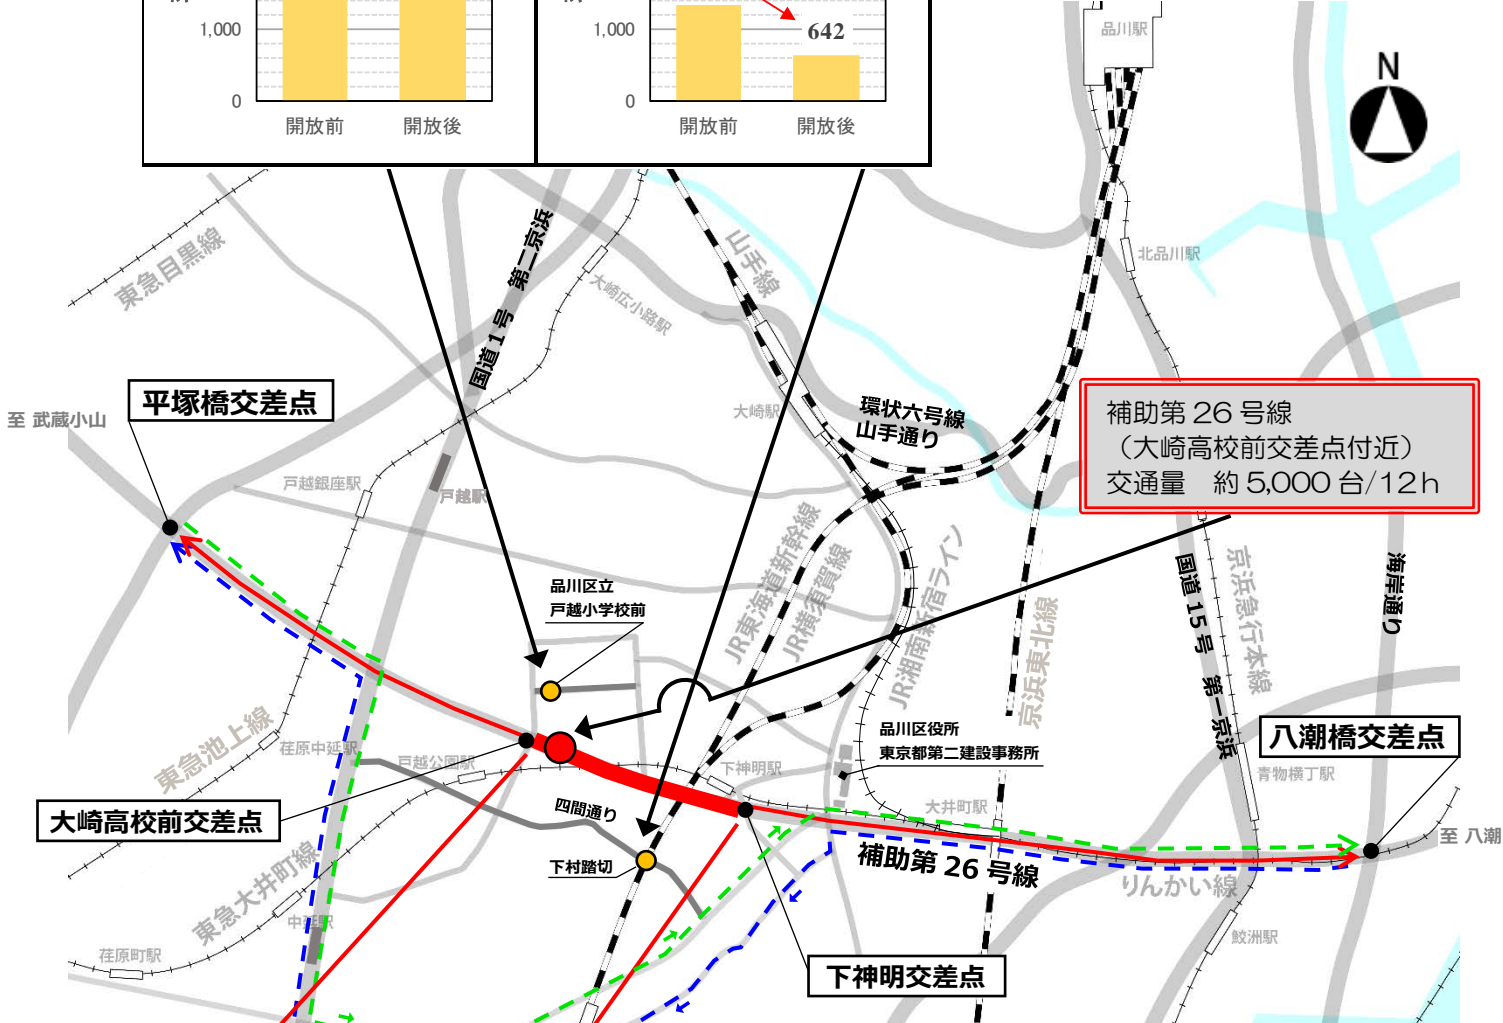 1,000
0
開放前
開放後
1,000
642
0
開放前
開放後
品川駅
N
東急目黒線
国道1号 第二京浜
大崎広小路駅
山手線
北品川駅
平塚橋交差点
至 武蔵小山
大崎駅
環状六号線
山手通り
補助第 26 号線
（大崎高校前交差点付近）
交通量 約 5,000 台/12h
戸越銀座駅
戸越駅
品川区立
戸越小学校前
JR東海道新幹線
JR横須賀線
JR湘南新宿ライン
京浜東北線
国道 15 号 第一京浜
京浜急行本線
海岸通り
東急池上線
荏原中延駅
戸越公園駅
下神明駅
品川区役所
東京都第二建設事務所
八潮橋交差点
青物横丁駅
大崎高校前交差点
四間通り
大井町駅
至 八潮
下村踏切
補助第 26 号線
りんかい線
東急大井町線
中延駅
荏原町駅
鮫洲駅
下神明交差点